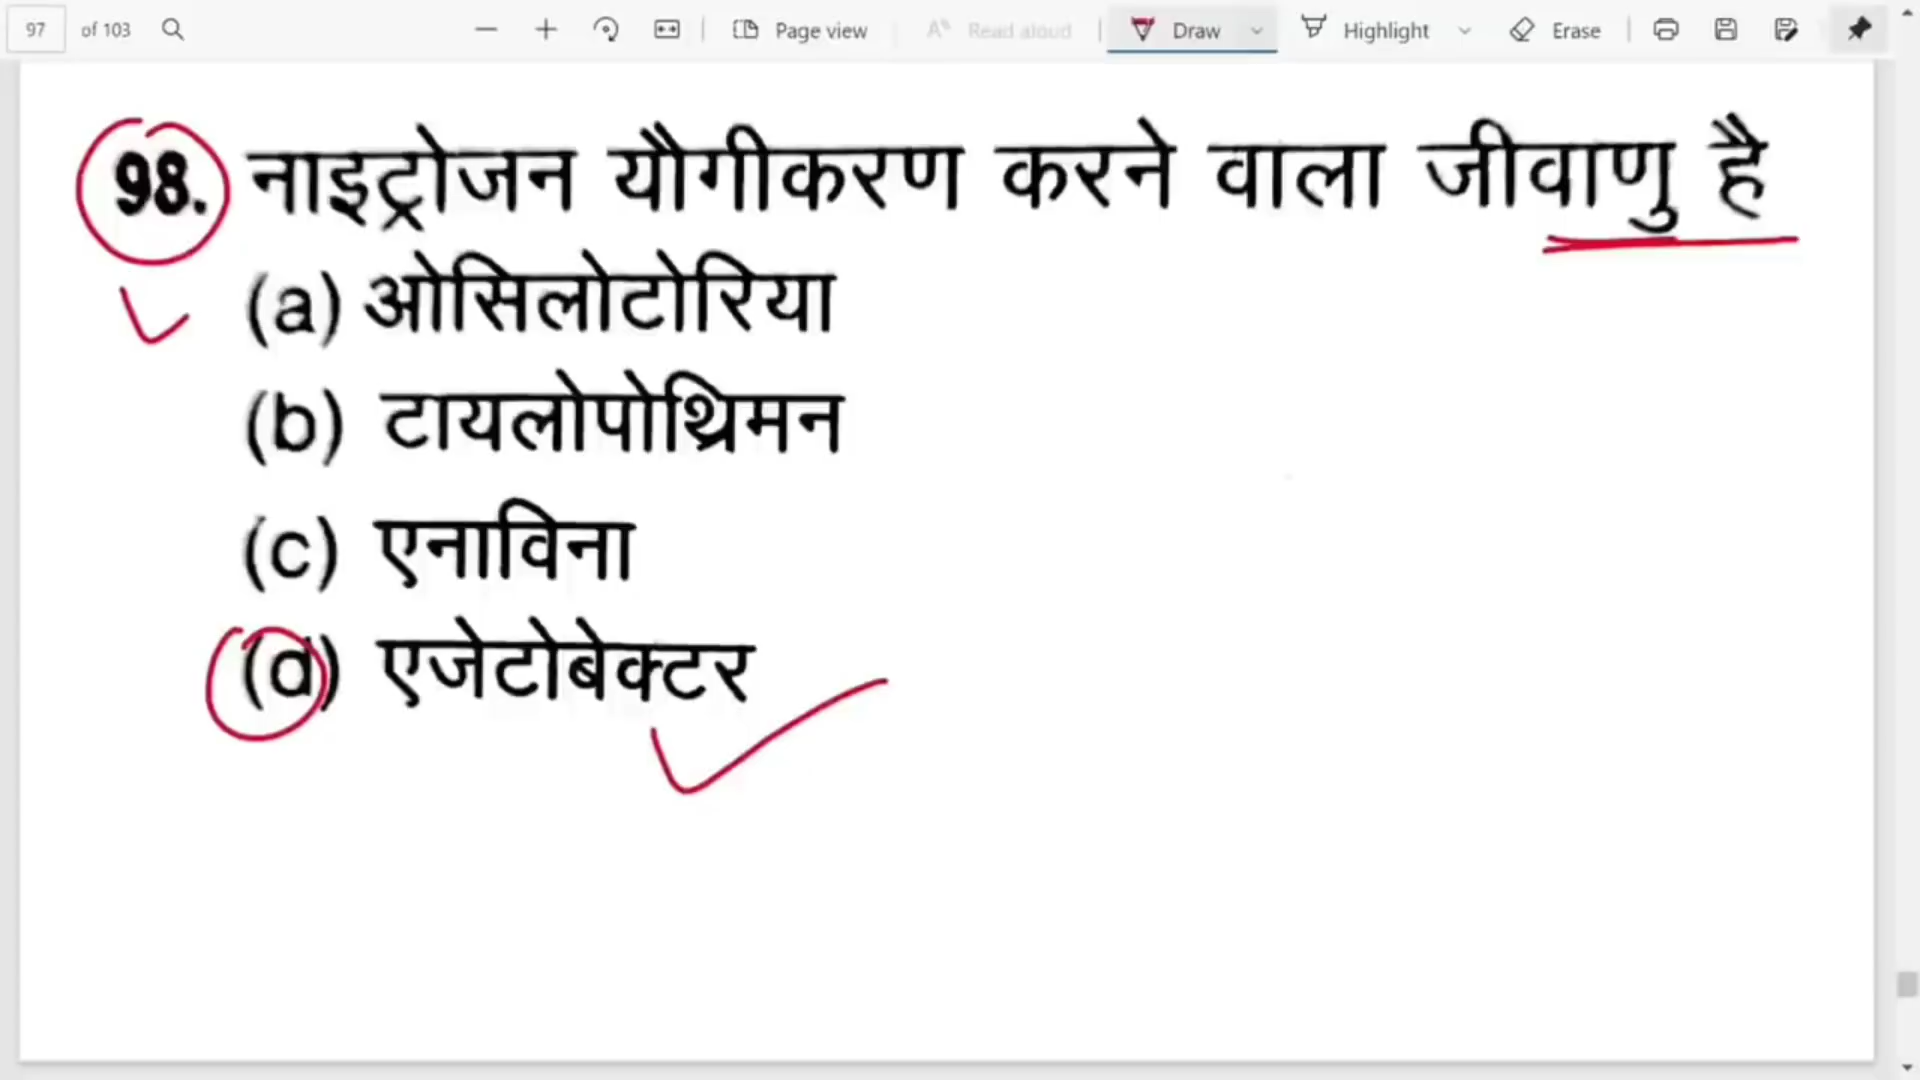 97 of 103 Page view Read aloud Draw Highlight Erase
98. नाइट्रोजन यौगीकरण करने वाला जीवाणु है
(a) ओसिलोटोरिया
(b) टायलोपोथ्रिमन
(c) एनाविना
(d) एजेटोबेक्टर